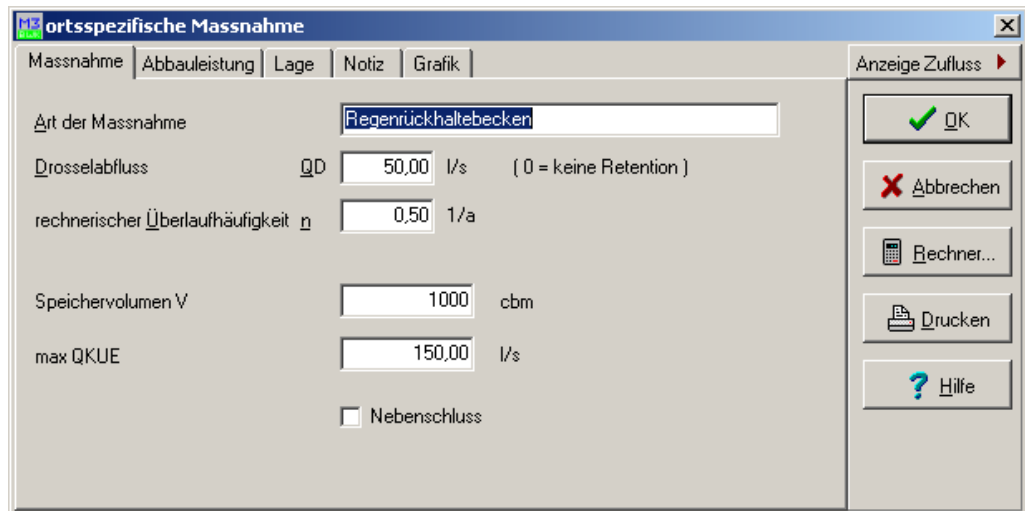 M3 ortsspezifische Massnahme
Massnahme Abbauleistung Lage Notiz Grafik Anzeige Zufluss
Art der Massnahme Regenrückhaltebecken
Drosselabfluss QD 50,00 l/s ( 0 = keine Retention )
rechnerischer Überlaufhäufigkeit n 0,50 1/a
Speichervolumen V 1000 cbm
max QKUE 150,00 l/s
Nebenschluss
OK
Abbrechen
Rechner...
Drucken
Hilfe